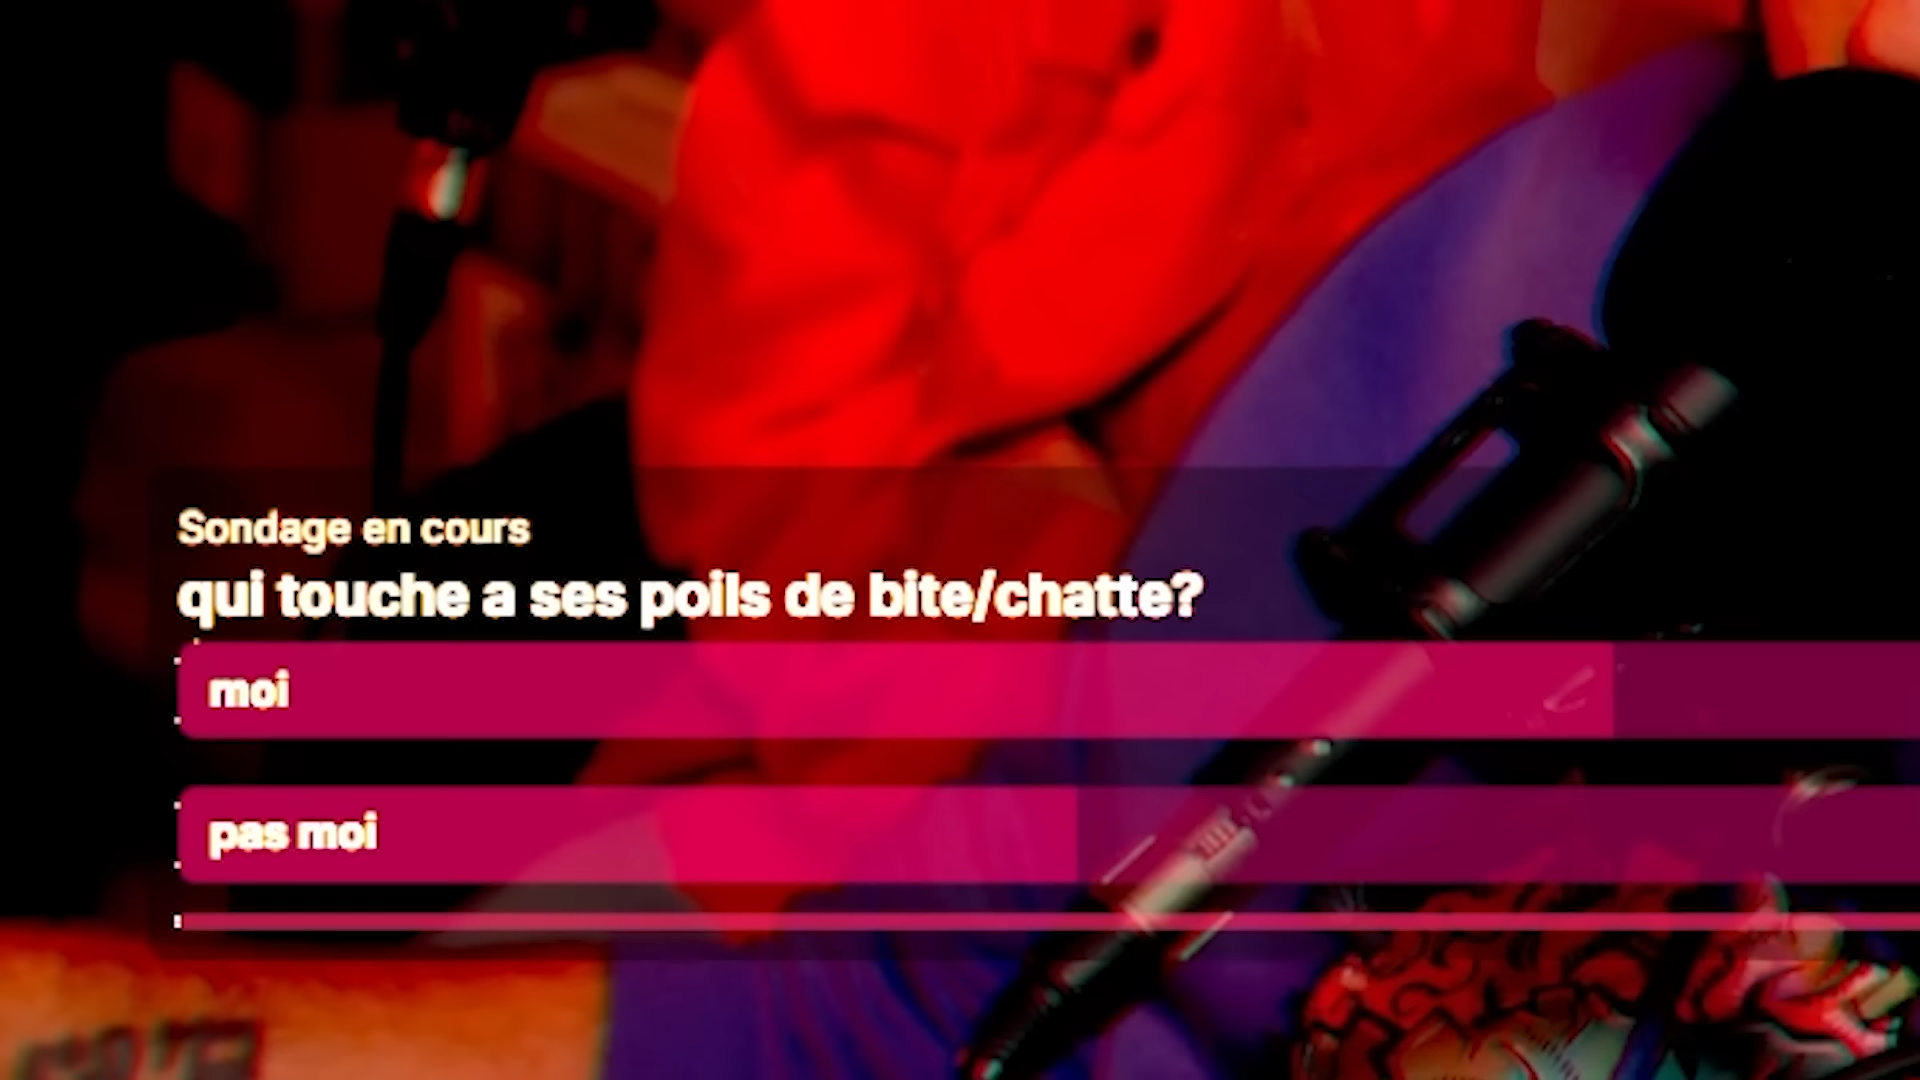 Sondage en cours
qui touche a ses poils de bite/chatte?
moi
pas moi